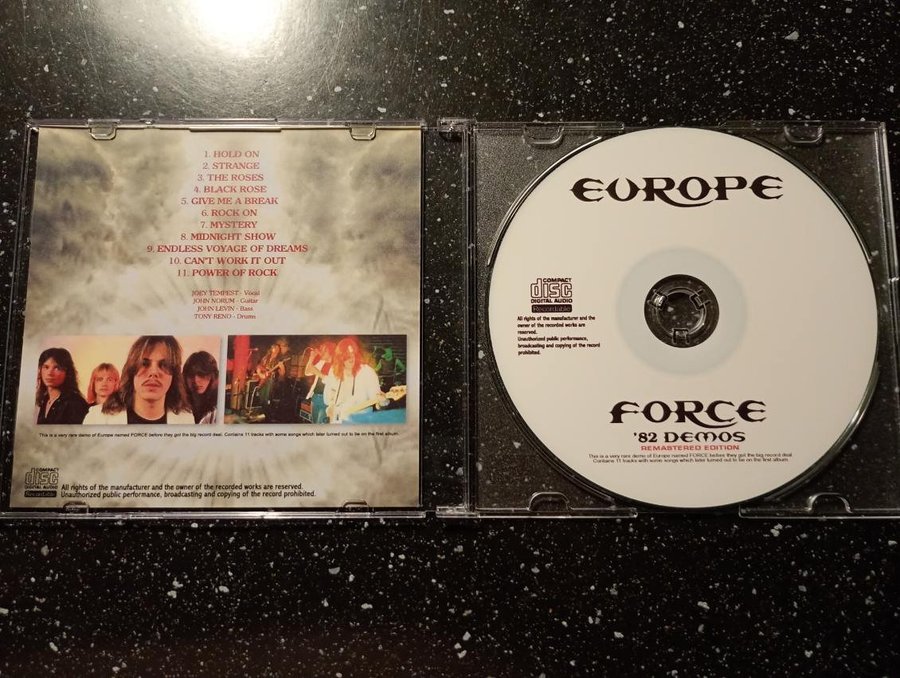 1. HOLD ON
2. STRANGE
3. THE ROSES
4. BLACK ROSE
5. GIVE ME A BREAK
6. ROCK ON
7. MYSTERY
8. MIDNIGHT SHOW
9. ENDLESS VOYAGE OF DREAMS
10. CAN'T WORK IT OUT
11. POWER OF ROCK
JOEY TEMPEST - Vocal
JOHN NORUM - Guitar
JOHN LEVIN - Bass
TONY RENO - Drums
This is a very rare demo of Europe named FORCE before they got the big record deal. Contains 11 tracks with some songs which later turned out to lie on the first album.
COMPACT
disc
DIGITAL AUDIO
Recordable
All rights of the manufacturer and the owner of the recorded works are reserved.
Unauthorized public performance, broadcasting and copying of the record prohibited.
EUROPE
COMPACT
disc
DIGITAL AUDIO
Recordable
All rights of the manufacturer and the
owner of the recorded works are
reserved.
Unauthorized public performance,
broadcasting and copying of the record
prohibited.
FORCE
'82 DEMOS
REMASTERED EDITION
This is a very rare demo of Europe named FORCE before they got the big record deal.
Contains 11 tracks with some songs which later turned out to lie on the first album.